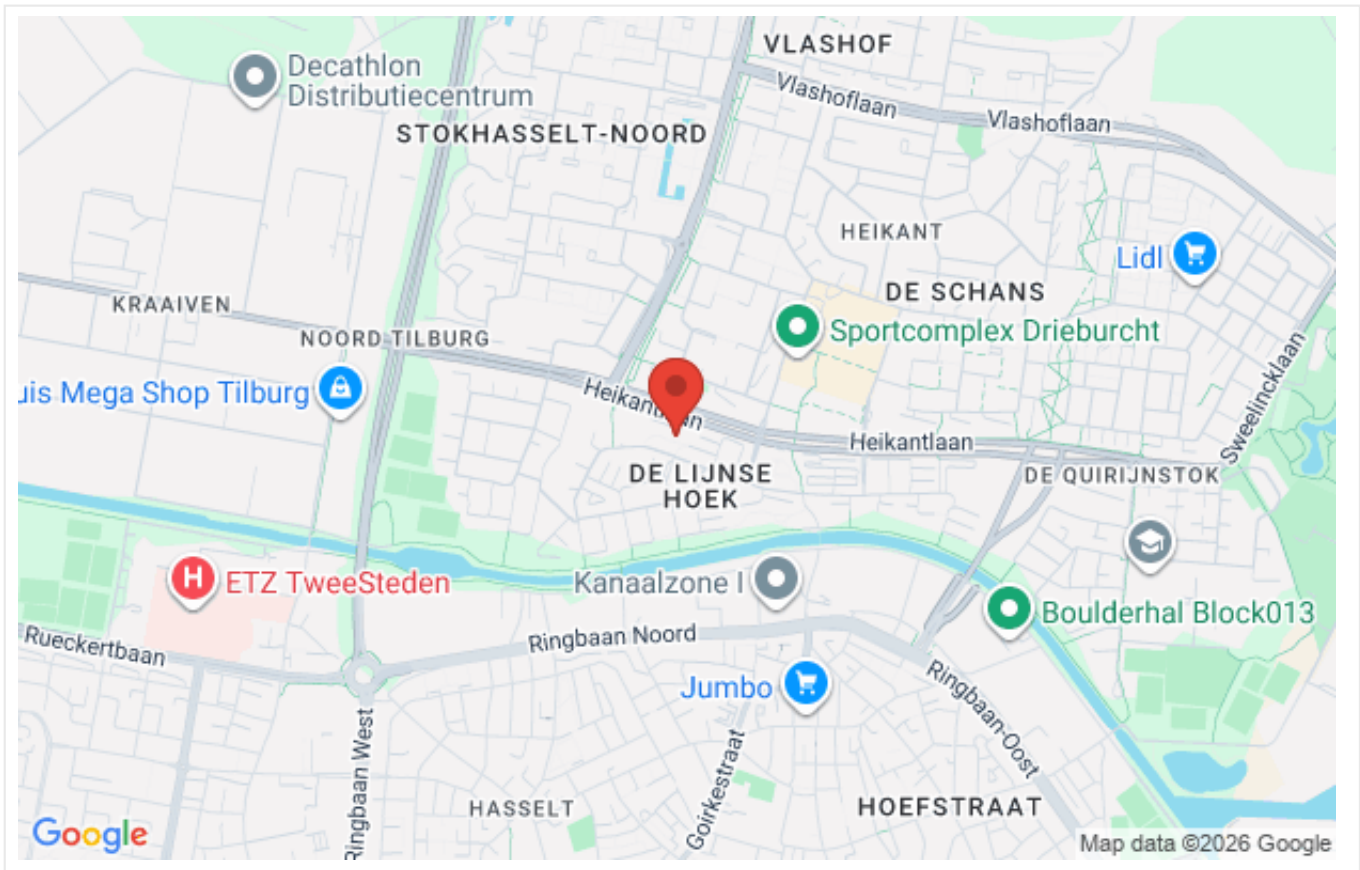 VLASHOF
Decathlon
Distributiecentrum
Vlashoflaan
Vlashoflaan
STOKHASSELT-NOORD
HEIKANT
Lidl
DE SCHANS
KRAAIVEN
NOORD TILBURG
Sportcomplex Drieburcht
uis Mega Shop Tilburg
Heikantlaan
Sweelincklaan
Heikantlaan
DE LIJNSE
HOEK
DE QUIRIJNSTOK
ETZ TweeSteden
Kanaalzone I
Boulderhal Block013
Rueckertbaan
Ringbaan Noord
Jumbo
Ringbaan-Oost
Ringbaan West
Goirkestraat
HASSELT
HOEFSTRAAT
Google
Map data ©2026 Google